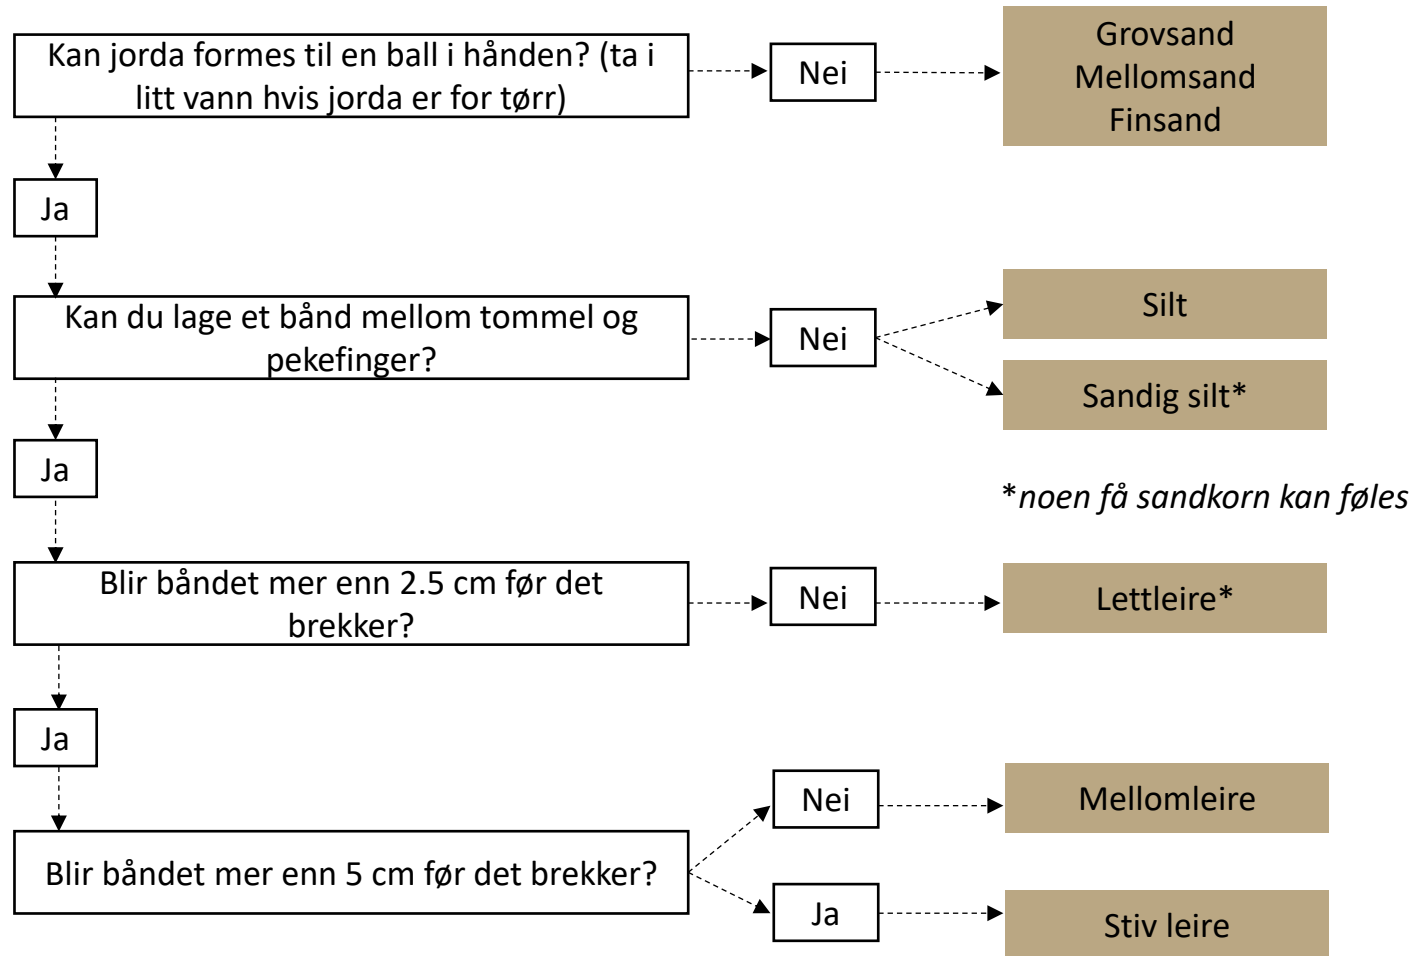 Kan jorda formes til en ball i hånden? (ta i
litt vann hvis jorda er for tørr)
Nei
Grovsand
Mellomsand
Finsand
Ja
Kan du lage et bånd mellom tommel og
pekefinger?
Nei
Silt
Sandig silt*
Ja
*noen få sandkorn kan føles
Blir båndet mer enn 2.5 cm før det
brekker?
Nei
Lettleire*
Ja
Nei
Mellomleire
Blir båndet mer enn 5 cm før det brekker?
Ja
Stiv leire